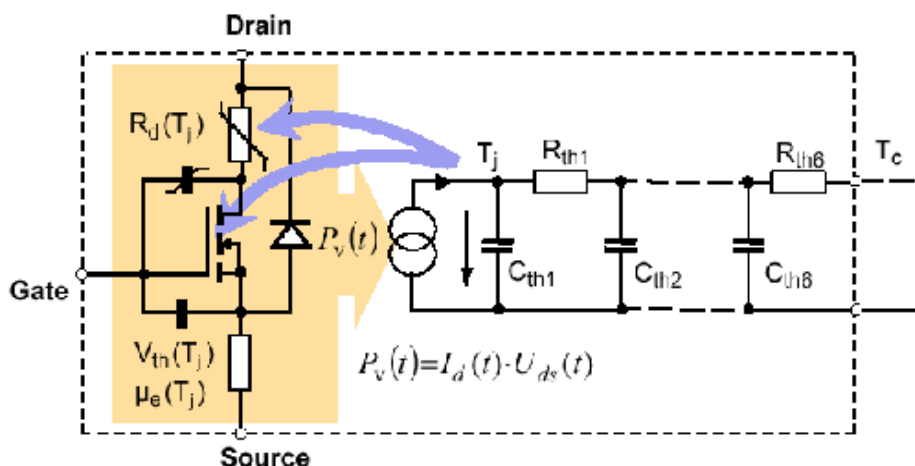 Drain
R_d(T_j)
T_j
R_th1
R_th6
T_c
P_v(t)
C_th1
C_th2
C_th6
Gate
V_th(T_j)
µ_e(T_j)
P_v(t)=I_d(t)·U_ds(t)
Source